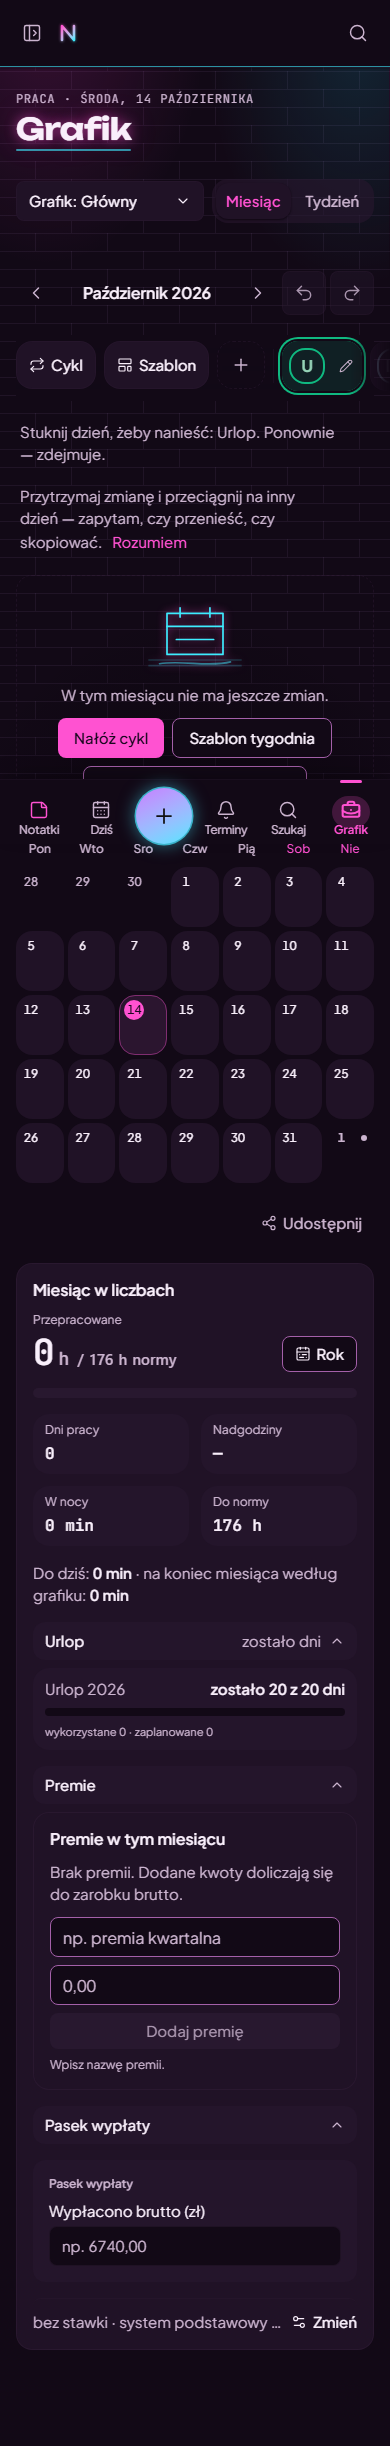 N
PRACA · ŚRODA, 14 PAŹDZIERNIKA
Grafik
Grafik: Główny
Miesiąc
Tydzień
Październik 2026
Cykl
Szablon
U
Stuknij dzień, żeby nanieść: Urlop. Ponownie
— zdejmuje.
Przytrzymaj zmianę i przeciągnij na inny
dzień — zapytam, czy przenieść, czy
skopiować. Rozumiem
W tym miesiącu nie ma jeszcze zmian.
Nałóż cykl
Szablon tygodnia
Notatki Dziś Terminy Szukaj Grafik
Pon Wto Śro Czw Pią Sob Nie
28 29 30 1 2 3 4
5 6 7 8 9 10 11
12 13 14 15 16 17 18
19 20 21 22 23 24 25
26 27 28 29 30 31 1
Udostępnij
Miesiąc w liczbach
Przepracowane
0 h / 176 h normy
Rok
Dni pracy
0
Nadgodziny
—
W nocy
0 min
Do normy
176 h
Do dziś: 0 min · na koniec miesiąca według
grafiku: 0 min
Urlop
zostało dni
Urlop 2026
zostało 20 z 20 dni
wykorzystane 0 · zaplanowane 0
Premie
Premie w tym miesiącu
Brak premii. Dodane kwoty doliczają się
do zarobku brutto.
np. premia kwartalna
0,00
Dodaj premię
Wpisz nazwę premii.
Pasek wypłaty
Pasek wypłaty
Wypłacono brutto (zł)
np. 6740,00
bez stawki · system podstawowy …
Zmień